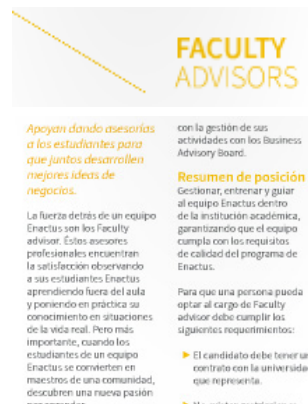 FACULTY
ADVISORS
Apoyan dando asesorías
a los estudiantes para
que juntos desarrollen
mejores ideas de
negocios.
La fuerza detrás de un equipo
Enactus son los Faculty
advisor. Éstos asesores
profesionales encuentran
la satisfacción observando
a sus estudiantes Enactus
aprendiendo fuera del aula
y poniendo en práctica su
conocimiento en situaciones
de la vida real. Pero más
importante, cuando los
estudiantes de un equipo
Enactus se convierten en
maestros de una comunidad,
descubren una nueva pasión
con la gestión de sus
actividades con los Business
Advisory Board.
Resumen de posición
Gestionar, entrenar y guiar
al equipo Enactus dentro
de la institución académica,
garantizando que el equipo
cumpla con los requisitos
de calidad del programa de
Enactus.
Para que una persona pueda
optar al cargo de Faculty
advisor debe cumplir los
siguientes requerimientos:
El candidato debe tener un
contrato con la universidad
que representa.